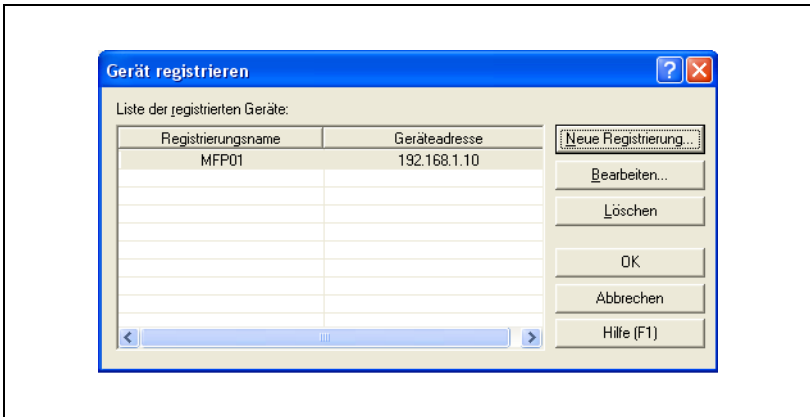 Gerät registrieren
Liste der registrierten Geräte:
Registrierungsname Geräteadresse
MFP01 192.168.1.10
Neue Registrierung...
Bearbeiten...
Löschen
OK
Abbrechen
Hilfe (F1)